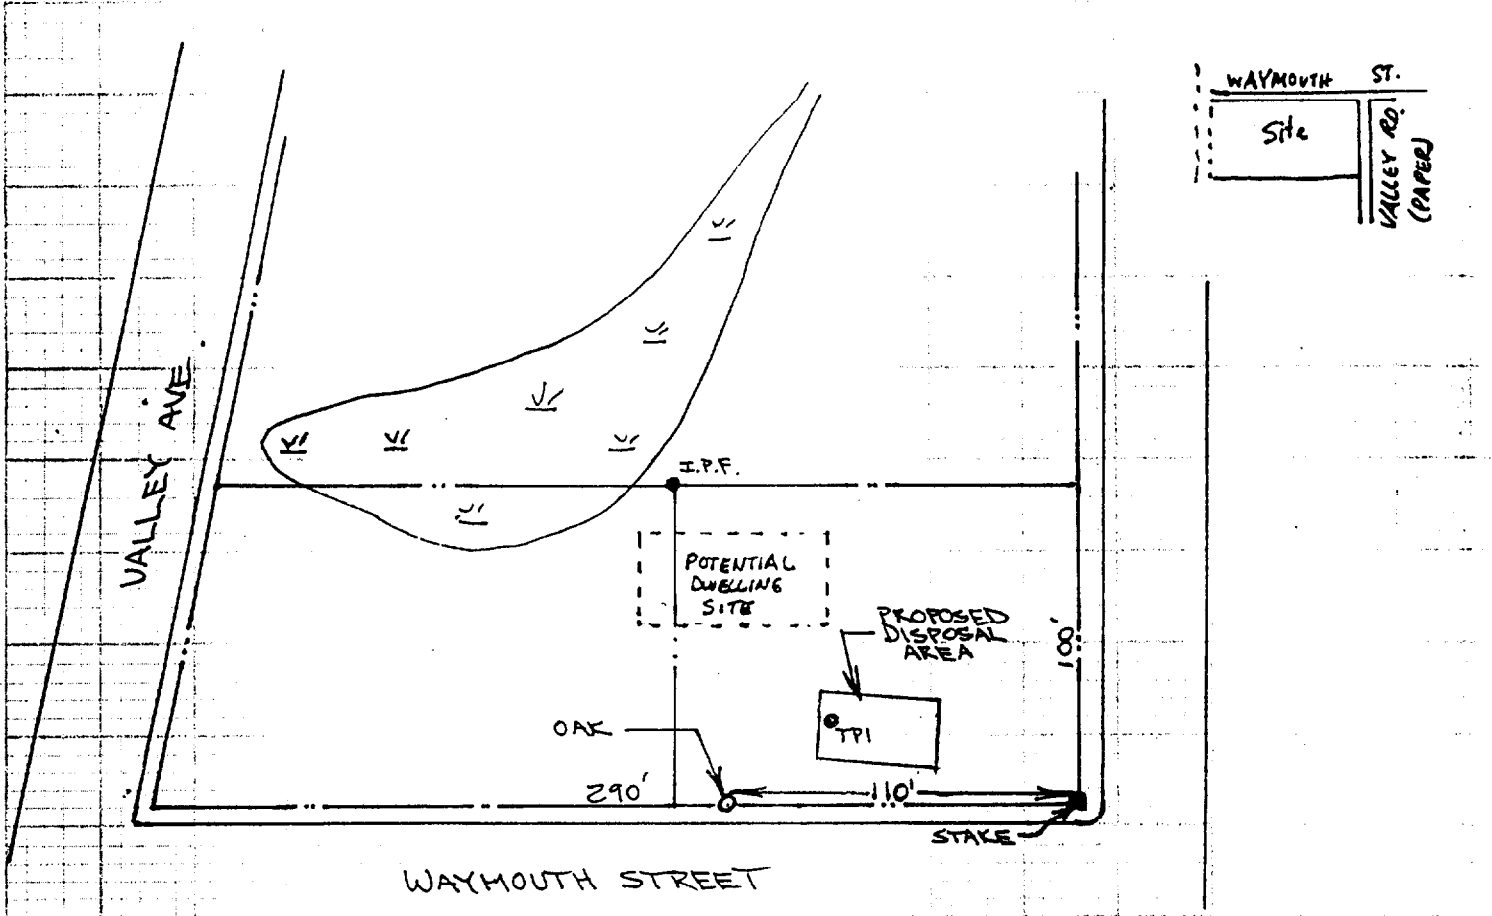 WAYMOUTH ST.
Site
VALLEY RD.
(PAPER)
VALLEY AVE.
I.P.F.
POTENTIAL
DWELLING
SITE
PROPOSED
DISPOSAL
AREA
100'
TP1
OAK
290'
110'
STAKE
WAYMOUTH STREET